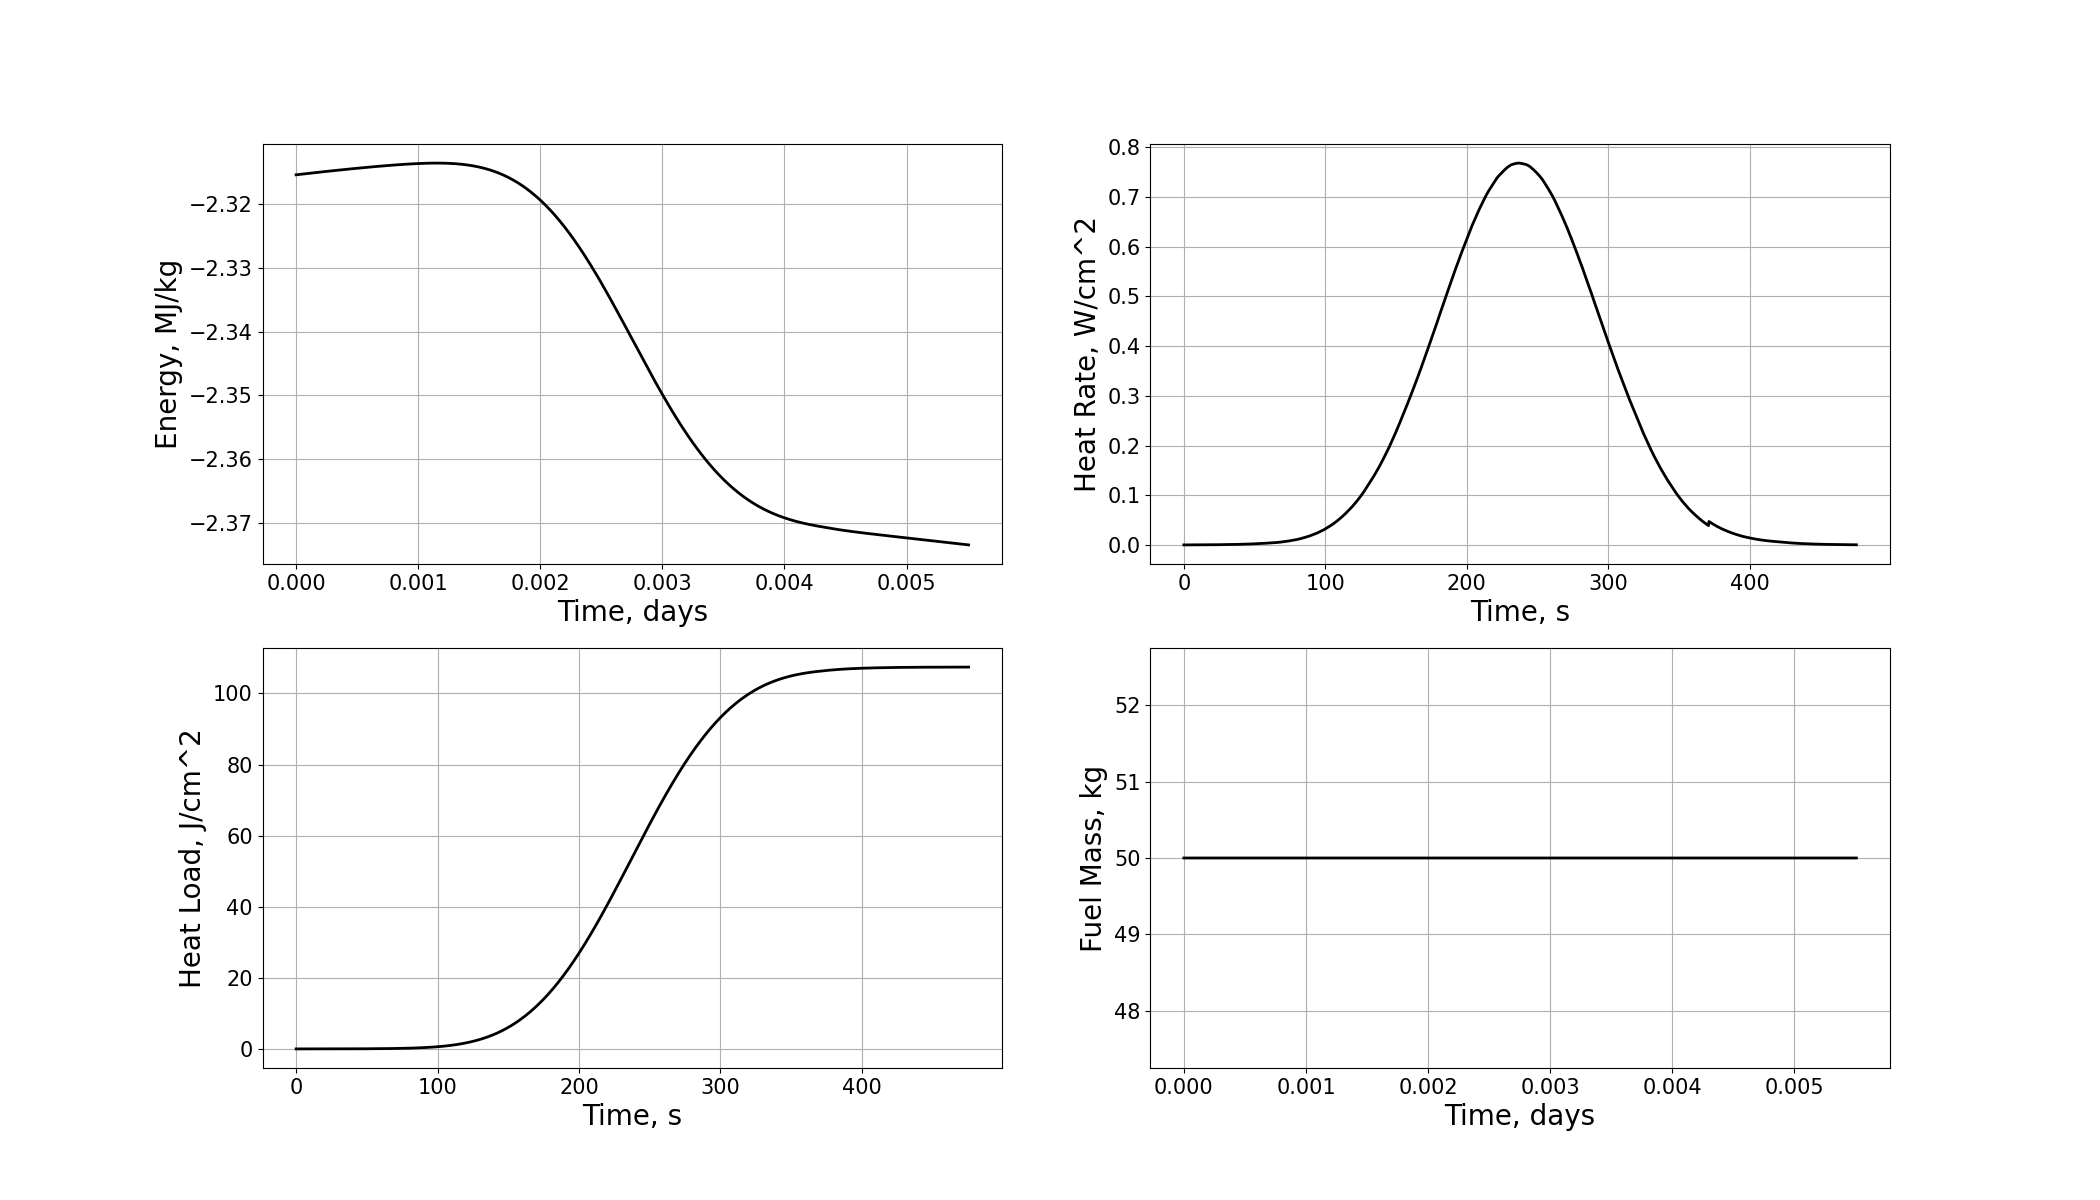 Energy, MJ/kg
−2.32
−2.33
−2.34
−2.35
−2.36
−2.37
0.000 0.001 0.002 0.003 0.004 0.005
Time, days
Heat Rate, W/cm^2
0.8
0.7
0.6
0.5
0.4
0.3
0.2
0.1
0.0
0 100 200 300 400
Time, s
Heat Load, J/cm^2
100
80
60
40
20
0
0 100 200 300 400
Time, s
Fuel Mass, kg
52
51
50
49
48
0.000 0.001 0.002 0.003 0.004 0.005
Time, days